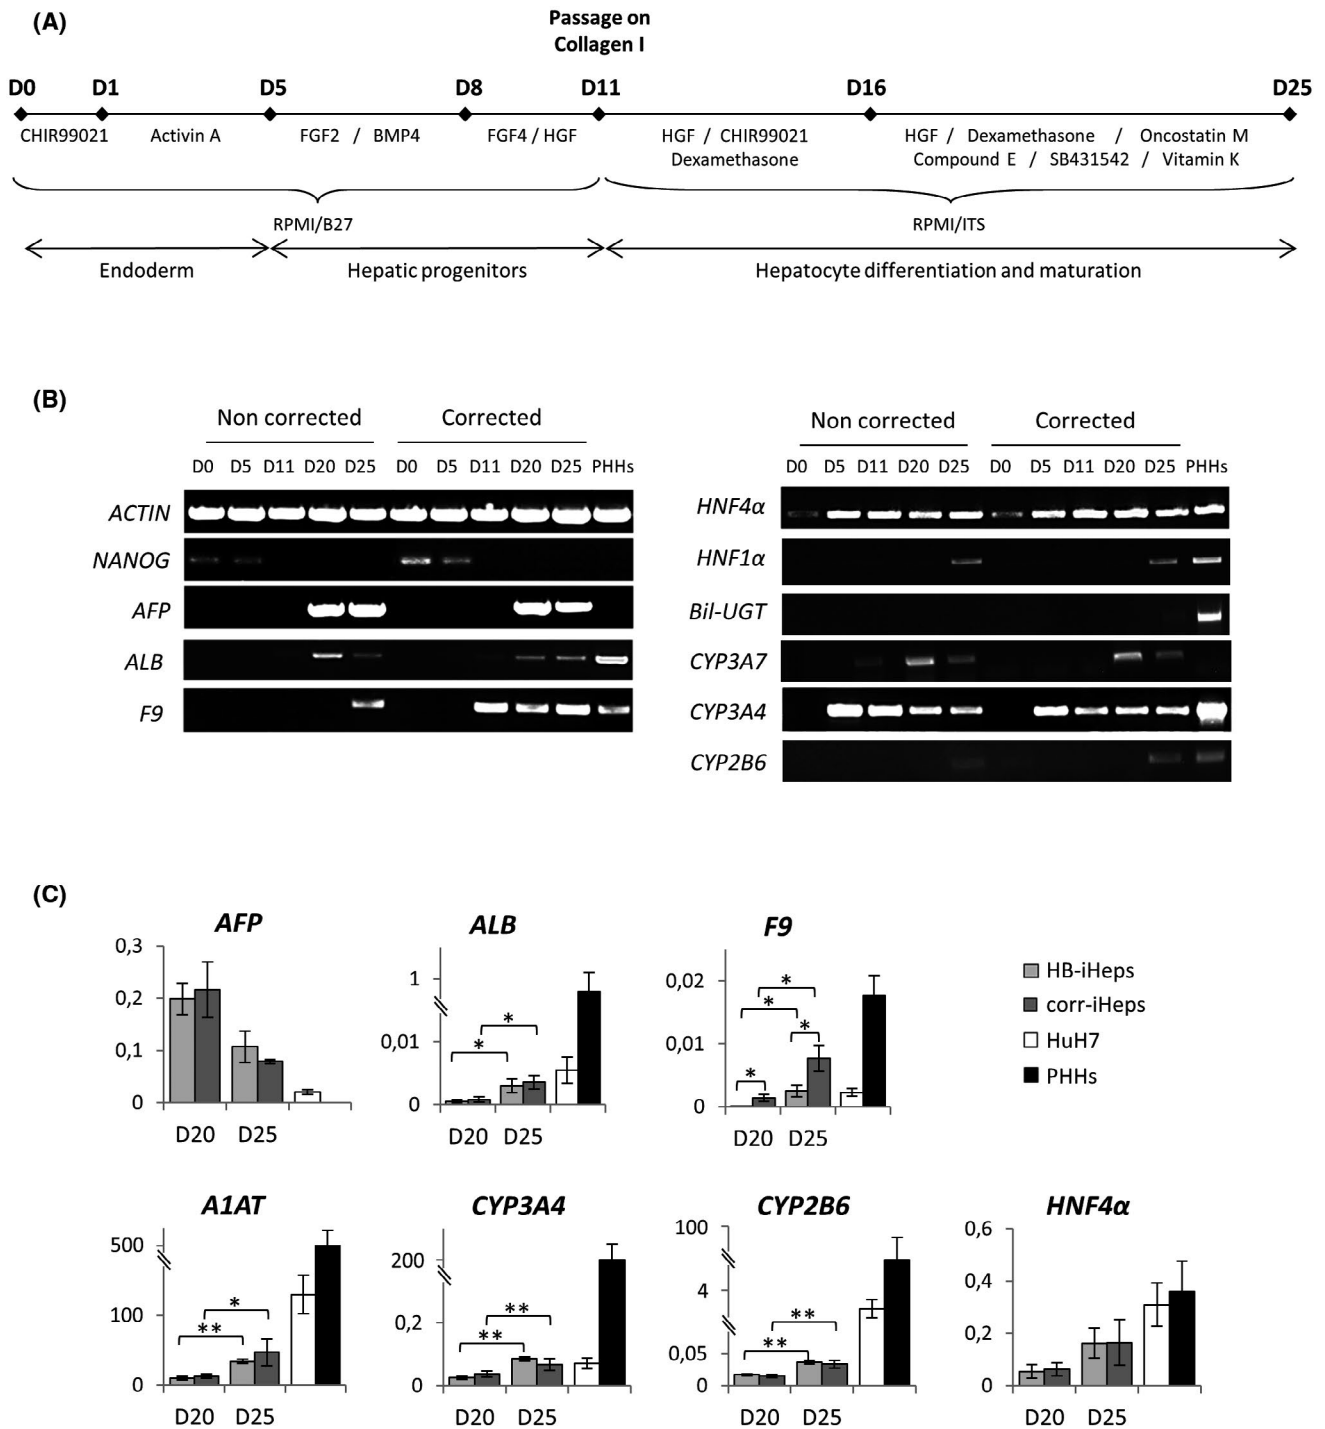 (A)
Passage on
Collagen I
D0 D1 D5 D8 D11 D16 D25
CHIR99021 Activin A FGF2 / BMP4 FGF4 / HGF HGF / CHIR99021 HGF / Dexamethasone / Oncostatin M
Dexamethasone Compound E / SB431542 / Vitamin K
RPMI/B27 RPMI/ITS
Endoderm Hepatic progenitors Hepatocyte differentiation and maturation
(B)
Non corrected Corrected
D0 D5 D11 D20 D25 D0 D5 D11 D20 D25 PHHs
ACTIN
NANOG
AFP
ALB
F9
Non corrected Corrected
D0 D5 D11 D20 D25 D0 D5 D11 D20 D25 PHHs
HNF4α
HNF1α
Bil-UGT
CYP3A7
CYP3A4
CYP2B6
(C)
AFP
0,3
0,2
0,1
0
D20 D25
ALB
1
0,01
0
* *
D20 D25
F9
0,02
0,01
0
* * * *
D20 D25
HB-iHeps
corr-iHeps
HuH7
PHHs
A1AT
500
100
0
** *
D20 D25
CYP3A4
200
0,2
0
** **
D20 D25
CYP2B6
100
4
0,05
0
** **
D20 D25
HNF4α
0,6
0,4
0,2
0
D20 D25